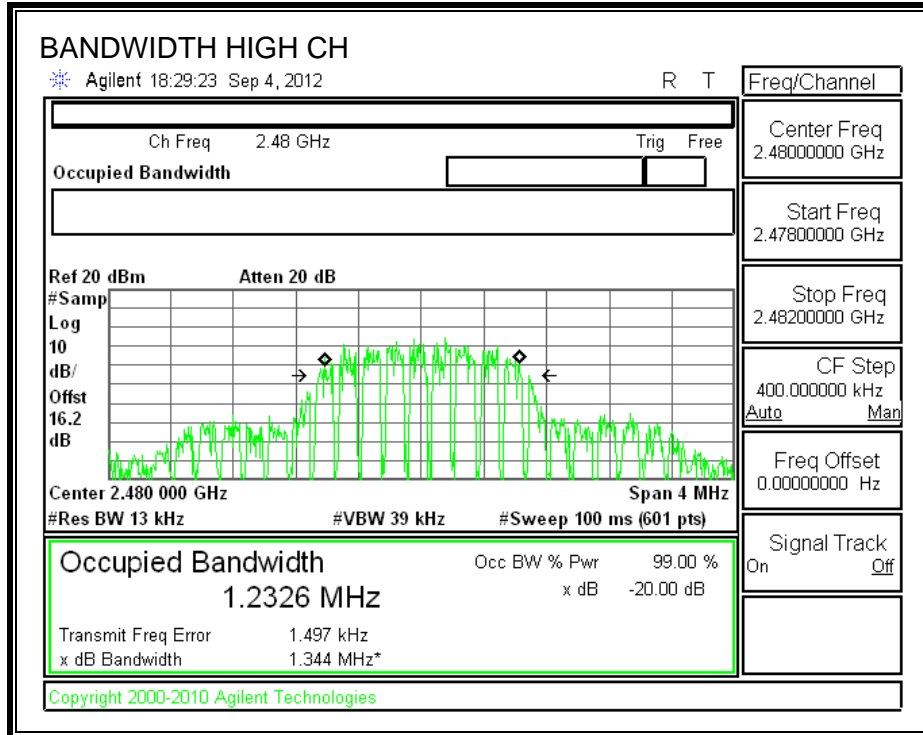 BANDWIDTH HIGH CH
Agilent 18:29:23 Sep 4, 2012 R T
Freq/Channel
Ch Freq 2.48 GHz Trig Free
Occupied Bandwidth
Center Freq
2.48000000 GHz
Start Freq
2.47800000 GHz
Stop Freq
2.48200000 GHz
CF Step
400.000000 kHz
Auto Man
Freq Offset
0.00000000 Hz
Signal Track
On Off
Ref 20 dBm Atten 20 dB
#Samp
Log
10
dB/
Offst
16.2
dB
Center 2.480 000 GHz Span 4 MHz
#Res BW 13 kHz #VBW 39 kHz #Sweep 100 ms (601 pts)
Occupied Bandwidth Occ BW % Pwr 99.00 %
1.2326 MHz x dB -20.00 dB
Transmit Freq Error 1.497 kHz
x dB Bandwidth 1.344 MHz*
Copyright 2000-2010 Agilent Technologies